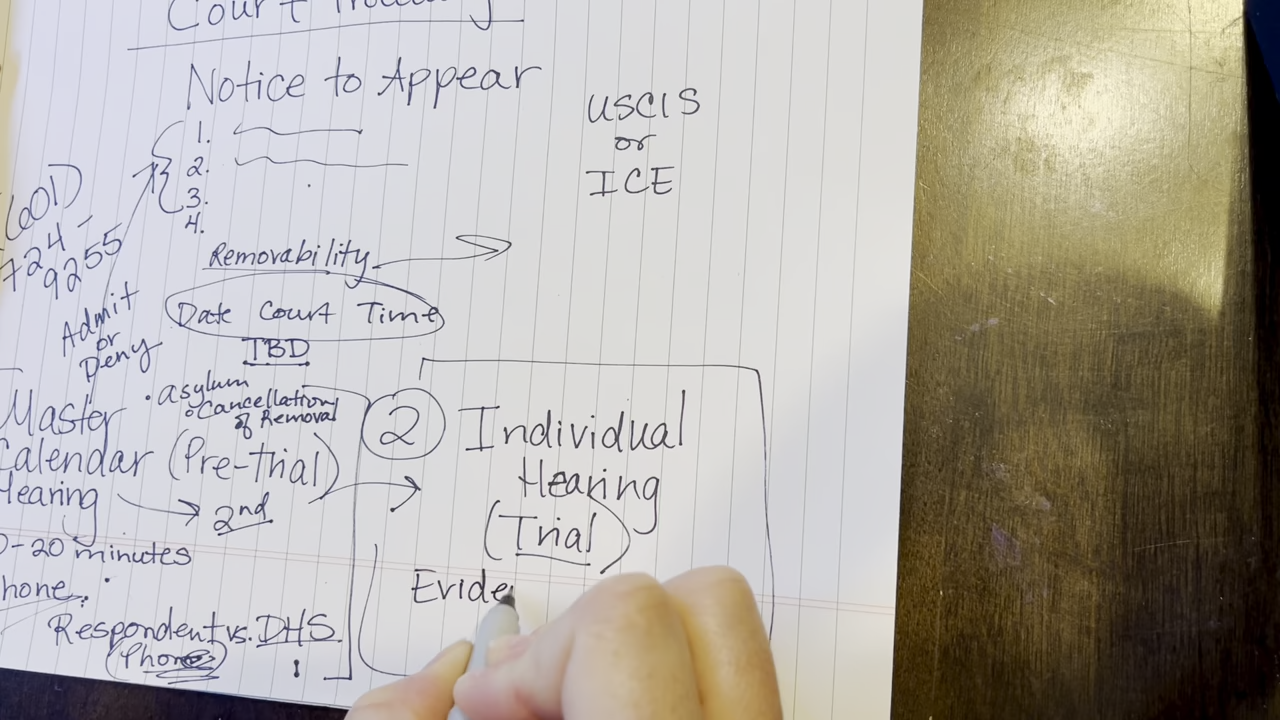 Court
Notice to Appear
1.
2.
3.
4.
USCIS
or
ICE
(601)
724-
9255
Removability
Date Court Time
TBD
Admit
or
Deny
• asylum
• Cancellation
of Removal
Master
Calendar (Pre-trial)
Hearing
2nd
0-20 minutes
hone
Respondent vs. DHS
(Phone)
!
2 Individual
Hearing
(Trial)
Evide